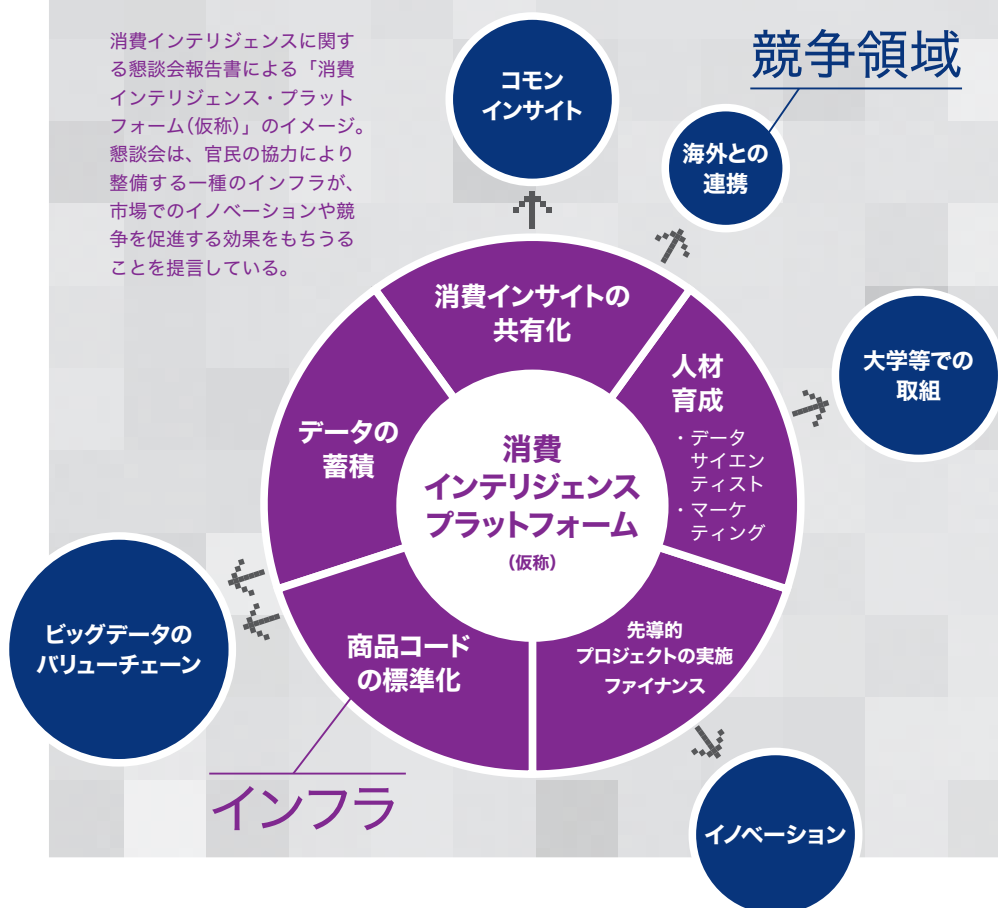 消費インテリジェンスに関す
る懇談会報告書による「消費
インテリジェンス・プラット
フォーム(仮称)」のイメージ。
懇談会は、官民の協力により
整備する一種のインフラが、
市場でのイノベーションや競
争を促進する効果をもちうる
ことを提言している。
競争領域
コモン
インサイト
海外との
連携
大学等での
取組
消費インサイトの
共有化
人材
育成
・データ
サイエン
ティスト
・マーケ
ティング
データの
蓄積
消費
インテリジェンス
プラットフォーム
(仮称)
ビッグデータの
バリューチェーン
商品コード
の標準化
先導的
プロジェクトの実施
ファイナンス
インフラ
イノベーション